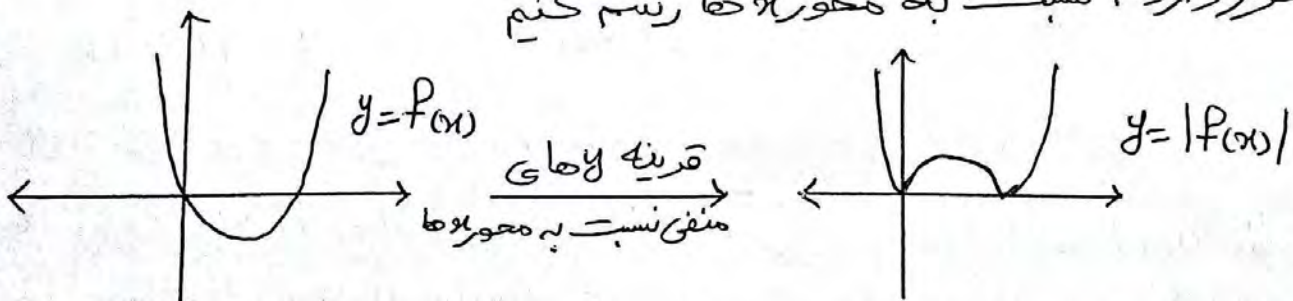 نسبت به محور xها رسم کنیم
y=f(x)
قرینه yهای
منفی نسبت به محور xها
y=|f(x)|